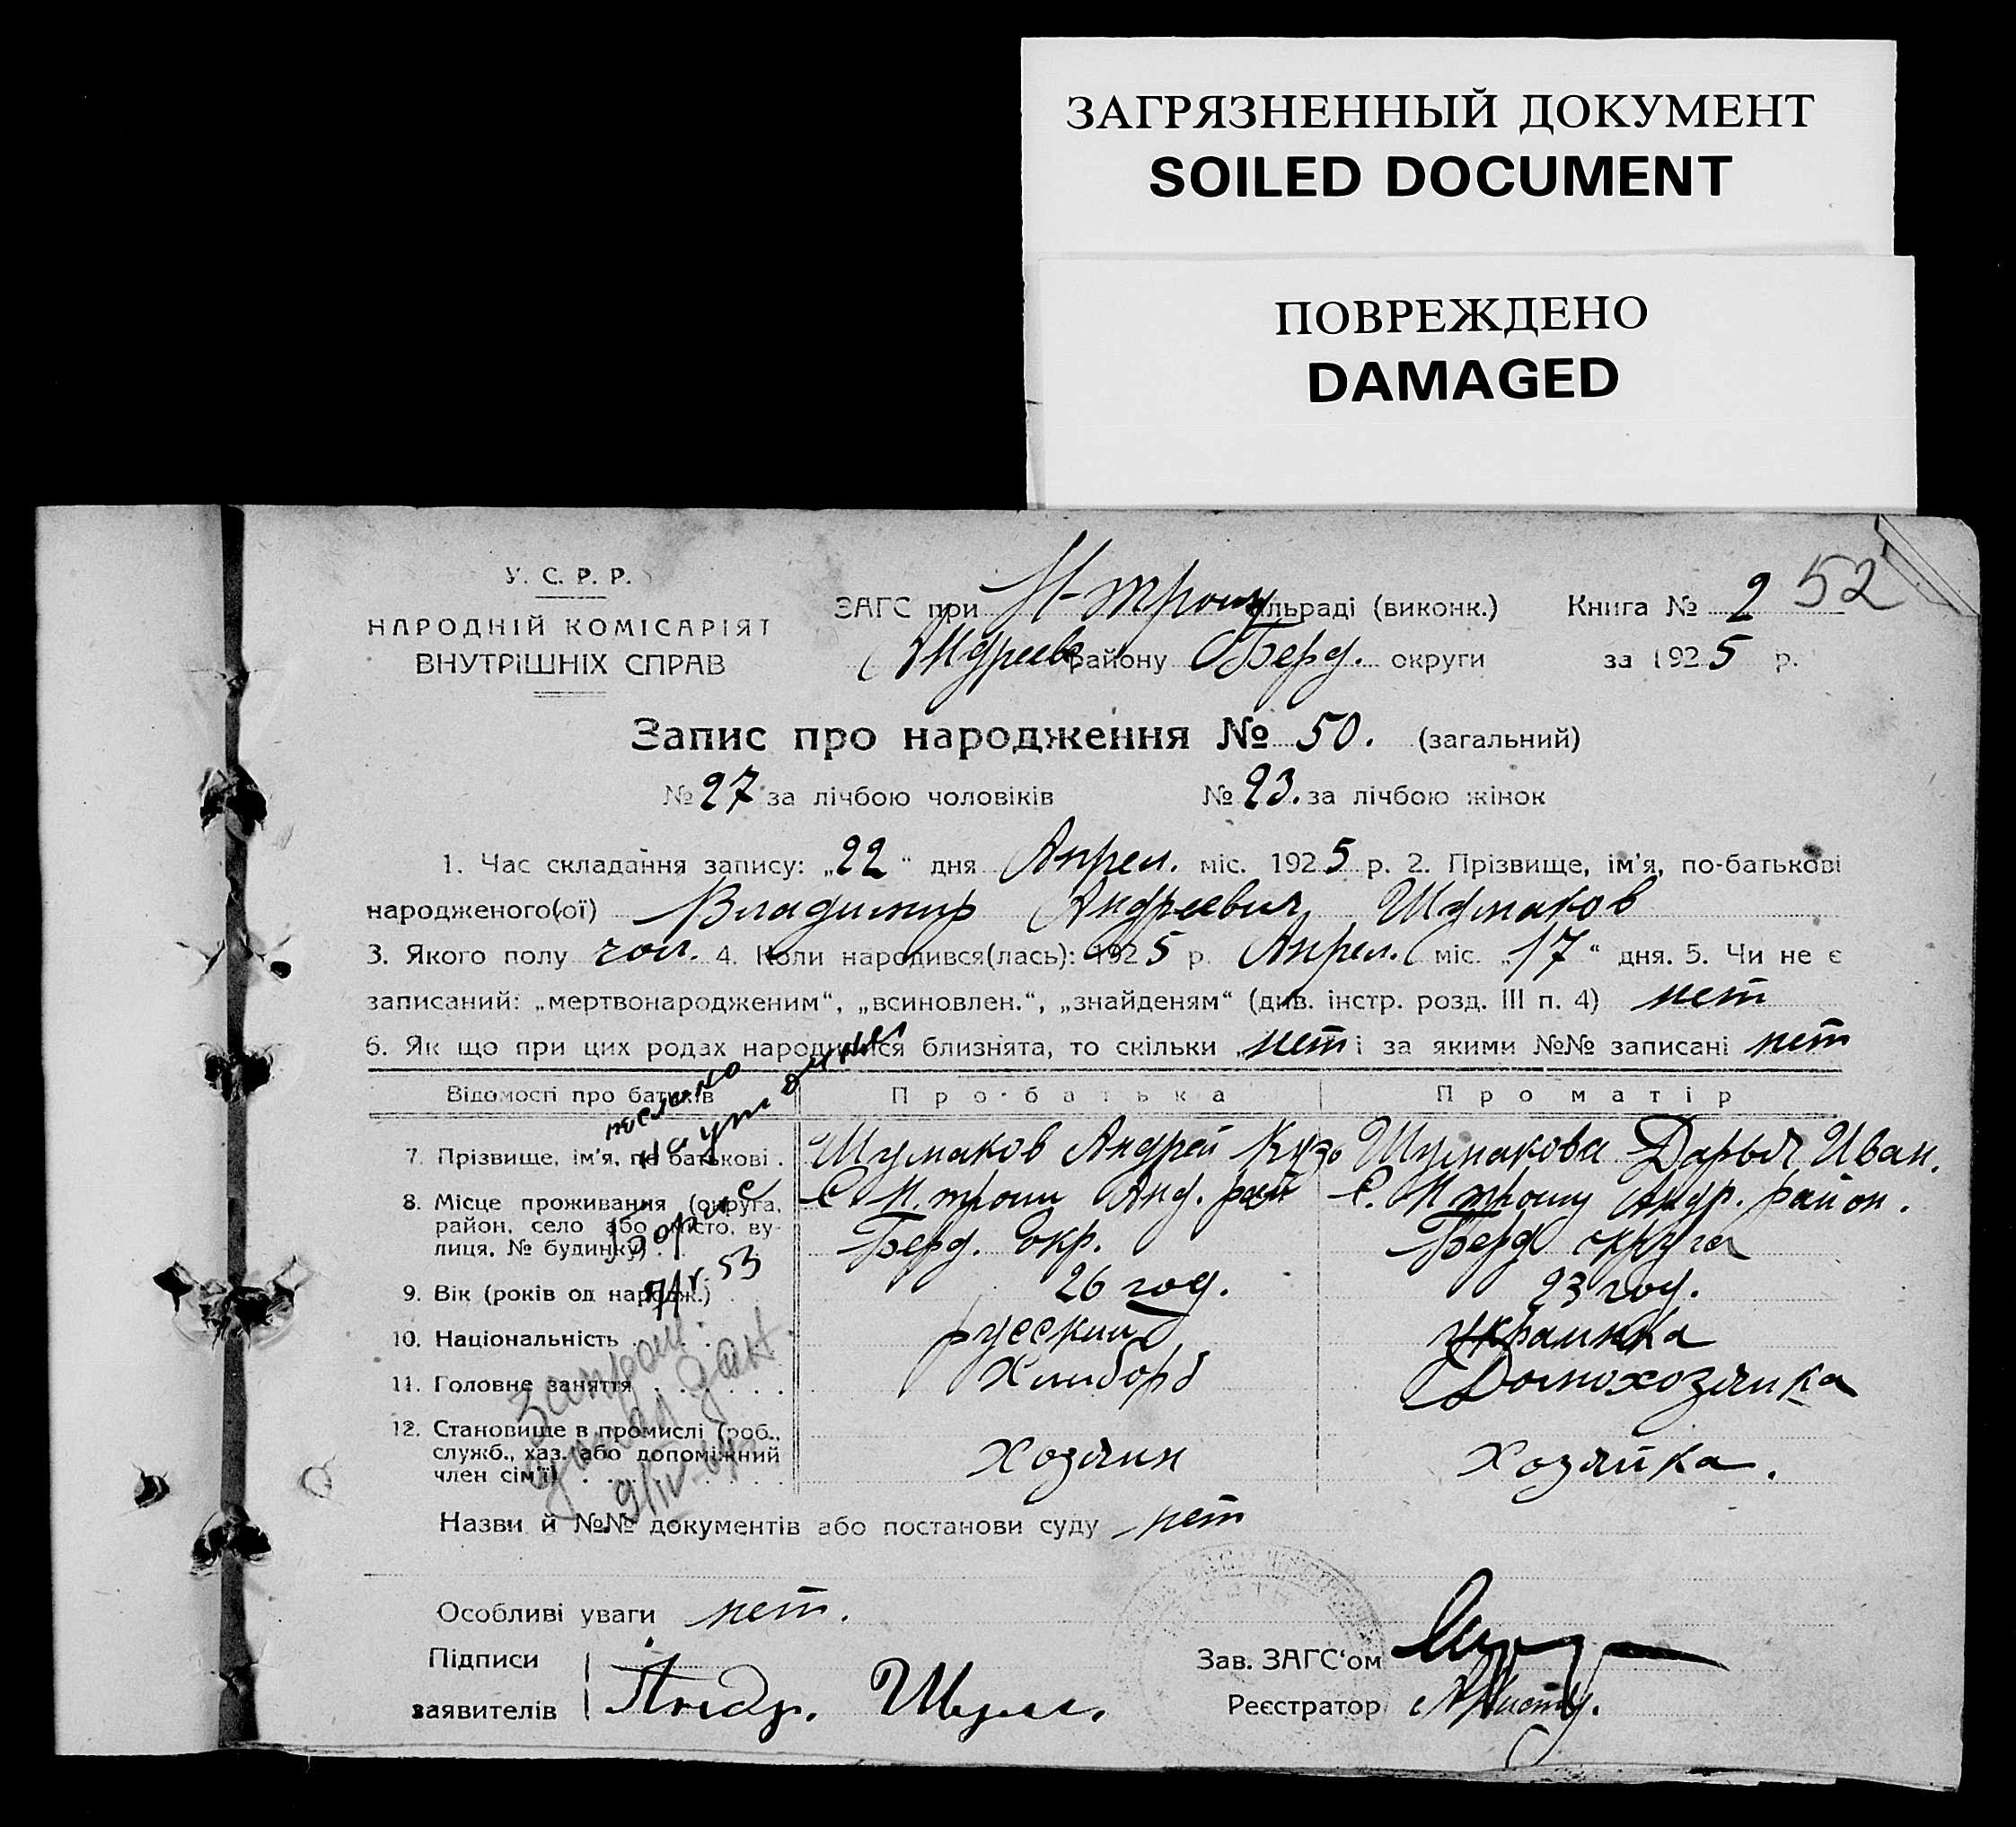 ЗАГРЯЗНЕННЫЙ ДОКУМЕНТ
SOILED DOCUMENT
ПОВРЕЖДЕНО
DAMAGED
52
У. С. Р. Р.
НАРОДНІЙ КОМІСАРІЯТ
ВНУТРІШНІХ СПРАВ
ЗАГС при Н-трояну сільраді (виконк.) Книга № 2
Андреев району Берд. округи за 1925 р.
Запис про народження № 50. (загальний)
№ 27 за лічбою чоловіків № 23. за лічбою жінок
1. Час складання запису: „22“ дня Апрел. міс. 1925 р. 2. Прізвище, ім'я, по-батькові
народженого(ої) Владимир Андреевич Шумаков
3. Якого полу чол. 4. Коли народився(лась): 1925 р. Апрел. міс. „17“ дня. 5. Чи не є
записаний: „мертвонародженим“, „всиновлен.“, „знайденям“ (див. інстр. розд. III п. 4) нет
6. Як що при цих родах народилися близнята, то скільки „нет і за якими №№ записані нет
Відомості про батьків Про батька Про матір
7. Прізвище, ім'я, по батькові . Шумаков Андрей Куз. Шумакова Дарья Иван.
8. Місце проживання (округа, район, село або місто, вулиця, № будинку) . С Н. трояну Анд. рай Берд. окр. С. Н трояну Андр. район. Берд округа
9. Вік (років од народж.) 26 год. 23 год.
10. Національність русский украинка
11. Головне заняття Хлибороб Домохозяйка
12. Становище в промислі (роб., служб., хаз. або допоміжний член сім'ї) хозяин хозяйка.
Назви й №№ документів або постанови суду нет
Особливі уваги нет.
Підписи
заявителів Андр. Шум.
Зав. ЗАГС'ом
Реєстратор